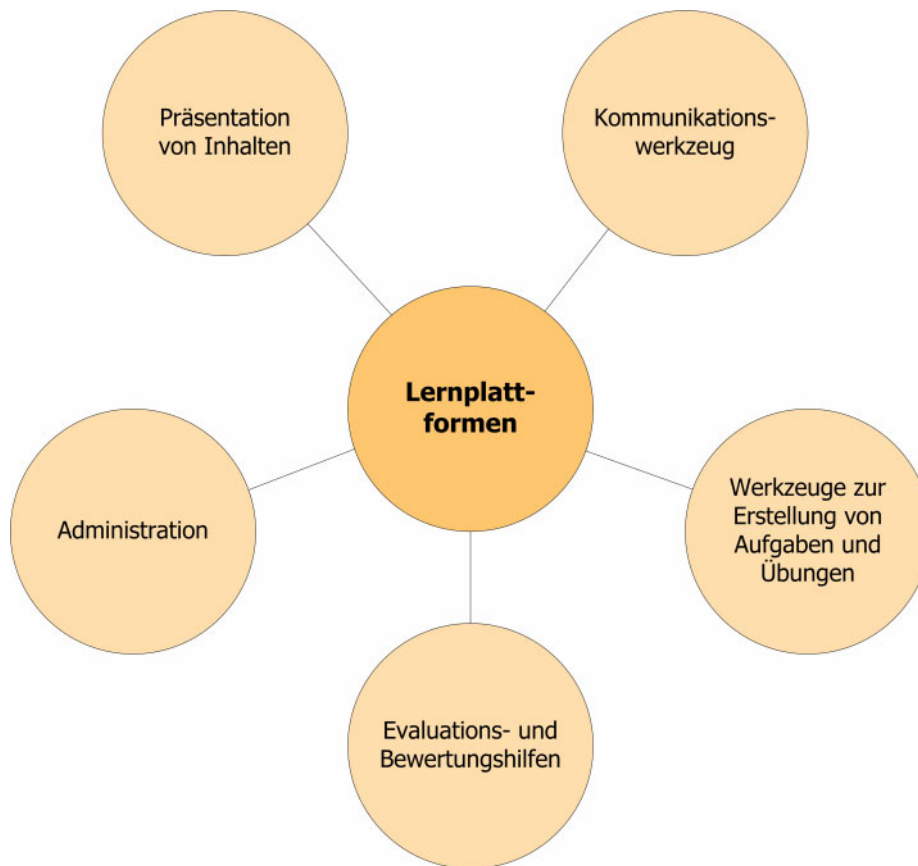 Präsentation
von Inhalten
Kommunikations-
werkzeug
Lernplatt-
formen
Administration
Werkzeuge zur
Erstellung von
Aufgaben und
Übungen
Evaluations- und
Bewertungshilfen